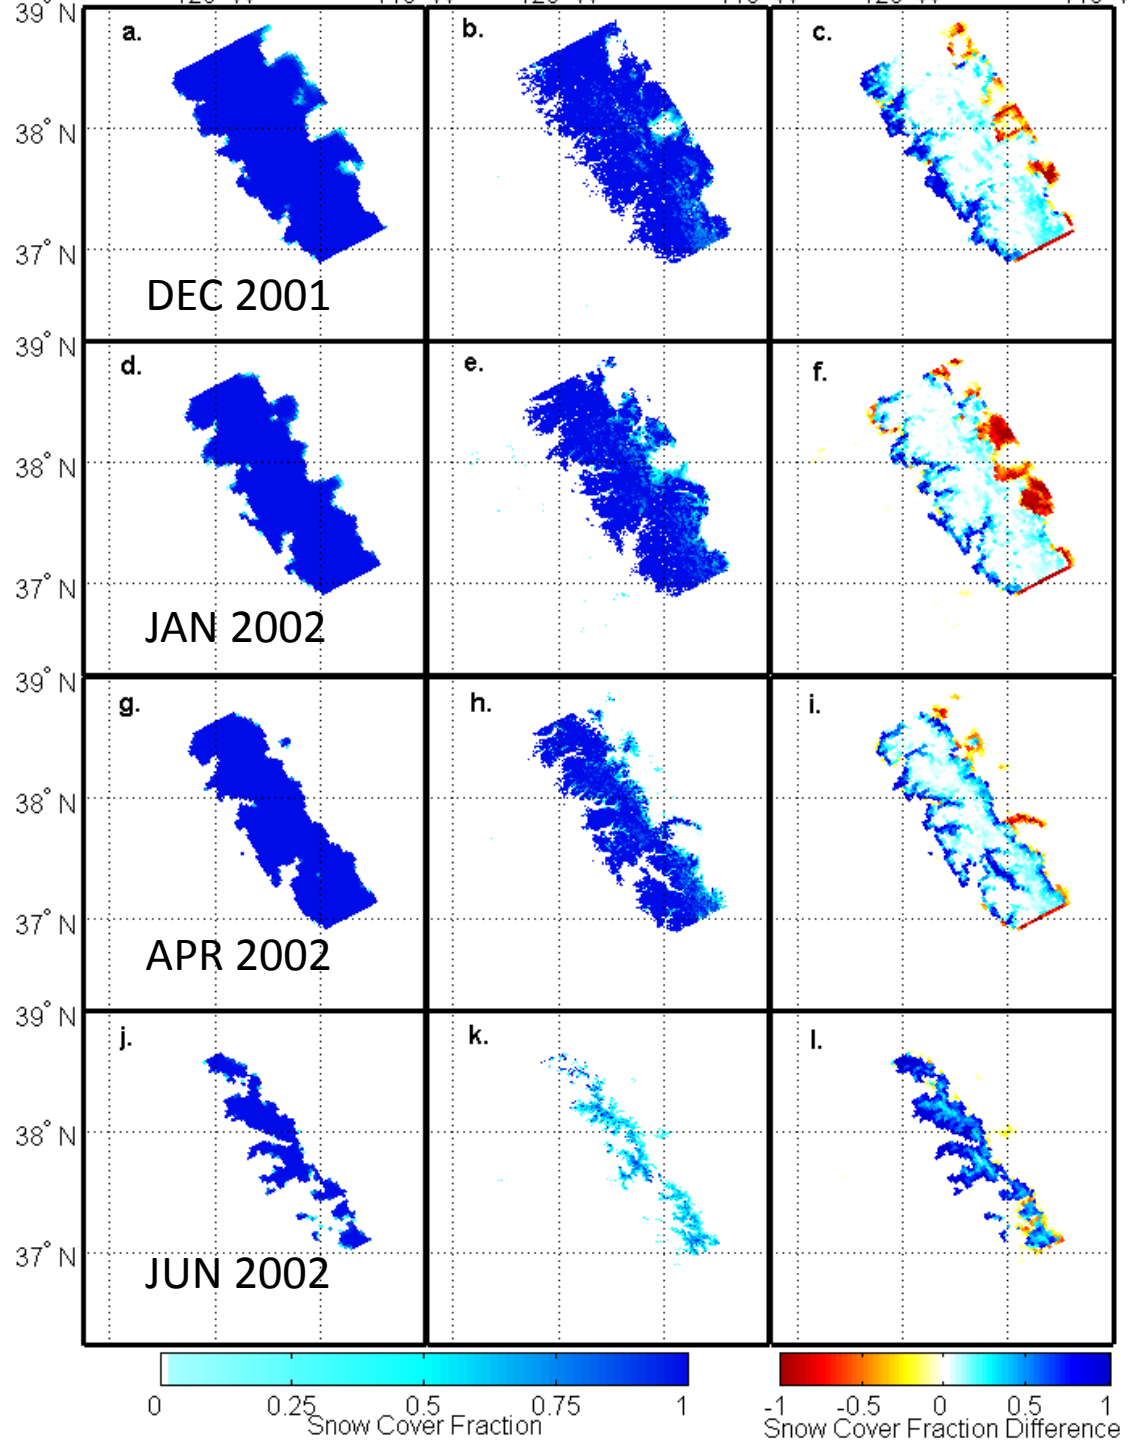 39° N
a.
b.
c.
38° N
37° N
DEC 2001
39° N
d.
e.
f.
38° N
37° N
JAN 2002
39° N
g.
h.
i.
38° N
37° N
APR 2002
39° N
j.
k.
l.
38° N
37° N
JUN 2002
0 0.25 0.5 0.75 1
Snow Cover Fraction
-1 -0.5 0 0.5 1
Snow Cover Fraction Difference